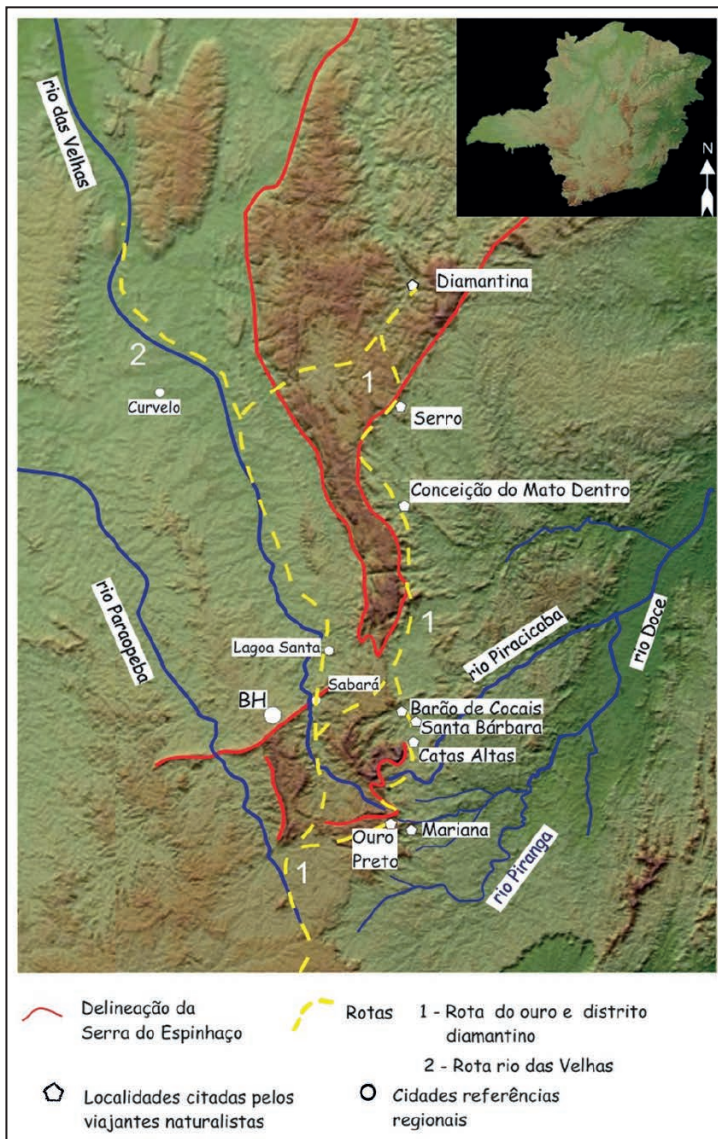 N
rio das Velhas
Diamantina
2
1
Curvelo
Serro
Conceição do Mato Dentro
rio Paraopeba
1
rio Piracicaba
rio Doce
Lagoa Santa
Sabará
BH
Barão de Cocais
Santa Bárbara
Catas Altas
Ouro
Preto
Mariana
1
rio Piranga
Delineação da
Serra do Espinhaço
Rotas
1 - Rota do ouro e distrito
diamantino
2 - Rota rio das Velhas
Localidades citadas pelos
viajantes naturalistas
Cidades referências
regionais